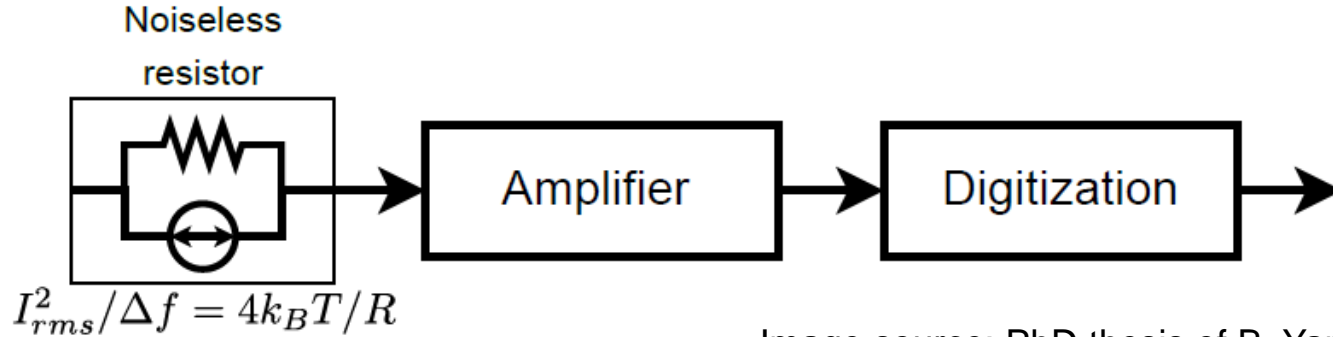 Noiseless
resistor
Amplifier
Digitization
$I_{rms}^2/\Delta f = 4k_BT/R$
Image source: PhD thesis of B.